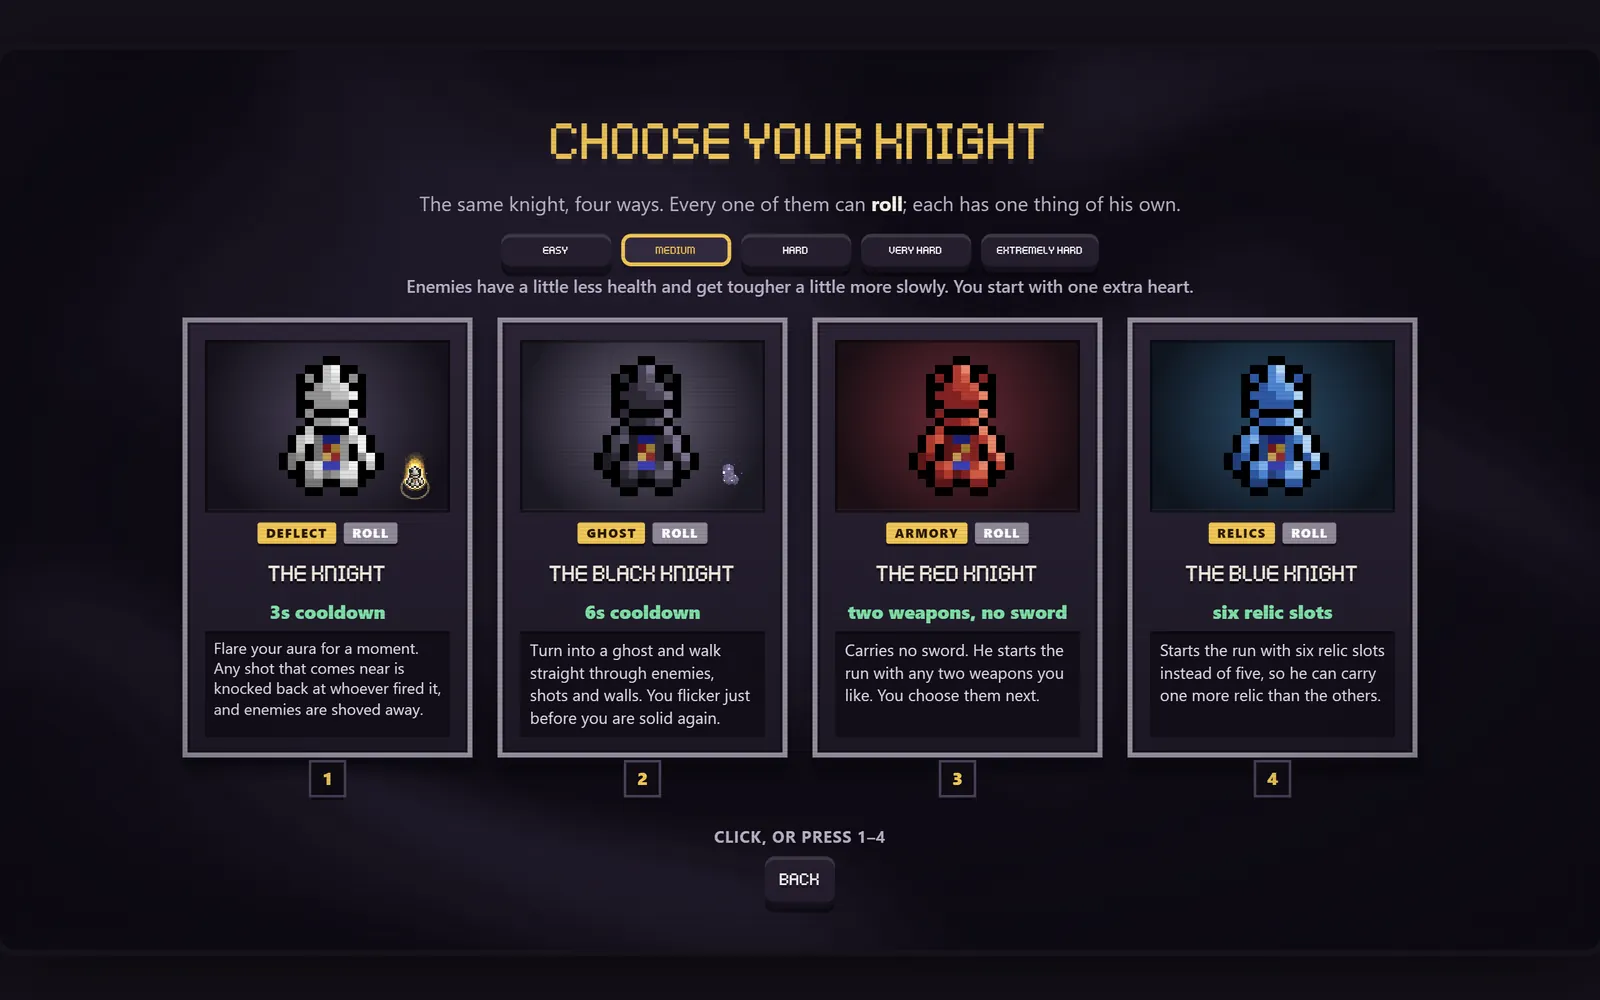 CHOOSE YOUR KNIGHT
The same knight, four ways. Every one of them can roll; each has one thing of his own.
EASY
MEDIUM
HARD
VERY HARD
EXTREMELY HARD
Enemies have a little less health and get tougher a little more slowly. You start with one extra heart.
DEFLECT ROLL
THE KNIGHT
3s cooldown
Flare your aura for a moment.
Any shot that comes near is
knocked back at whoever fired it,
and enemies are shoved away.
1
GHOST ROLL
THE BLACK KNIGHT
6s cooldown
Turn into a ghost and walk
straight through enemies,
shots and walls. You flicker just
before you are solid again.
2
ARMORY ROLL
THE RED KNIGHT
two weapons, no sword
Carries no sword. He starts the
run with any two weapons you
like. You choose them next.
3
RELICS ROLL
THE BLUE KNIGHT
six relic slots
Starts the run with six relic slots
instead of five, so he can carry
one more relic than the others.
4
CLICK, OR PRESS 1–4
BACK